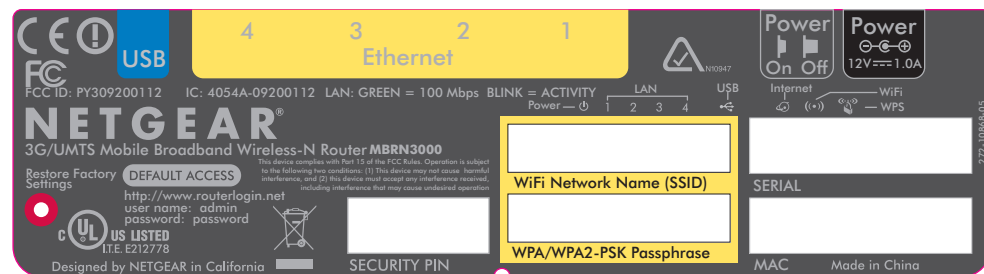 USB
4 3 2 1
Ethernet
N10947
Power
On Off
Power
12V 1.0A
FCC ID: PY309200112 IC: 4054A-09200112 LAN: GREEN = 100 Mbps BLINK = ACTIVITY
Power
LAN
1 2 3 4
USB
Internet
WiFi
WPS
NETGEAR®
3G/UMTS Mobile Broadband Wireless-N Router MBRN3000
This device complies with Part 15 of the FCC Rules. Operation is subject
to the following two conditions: (1) This device may not cause harmful
interference, and (2) this device must accept any interference received,
including interference that may cause undesired operation
Restore Factory
Settings
DEFAULT ACCESS
http://www.routerlogin.net
user name: admin
password: password
C UL US LISTED
I.T.E. E212778
Designed by NETGEAR in California
SECURITY PIN
WiFi Network Name (SSID)
WPA/WPA2-PSK Passphrase
SERIAL
MAC
Made in China
272-10868-05